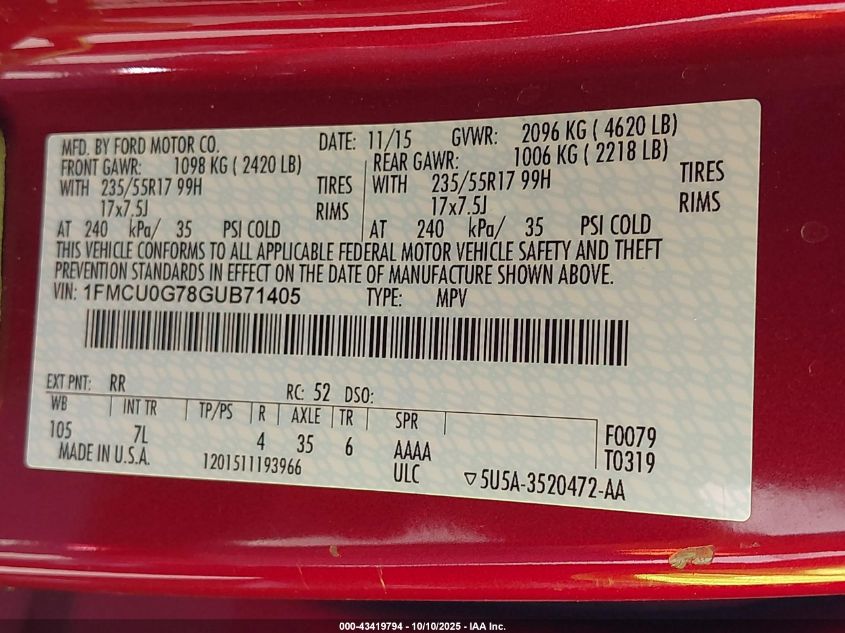 MFD. BY FORD MOTOR CO. DATE: 11/15 GVWR: 2096 KG ( 4620 LB)
FRONT GAWR: 1098 KG ( 2420 LB) REAR GAWR: 1006 KG ( 2218 LB)
WITH 235/55R17 99H TIRES WITH 235/55R17 99H TIRES
17x7.5J RIMS 17x7.5J RIMS
AT 240 kPa/ 35 PSI COLD AT 240 kPa/ 35 PSI COLD
THIS VEHICLE CONFORMS TO ALL APPLICABLE FEDERAL MOTOR VEHICLE SAFETY AND THEFT
PREVENTION STANDARDS IN EFFECT ON THE DATE OF MANUFACTURE SHOWN ABOVE.
VIN: 1FMCU0G78GUB71405 TYPE: MPV
EXT PNT: RR RC: 52 DSO:
WB INT TR TP/PS R AXLE TR SPR
105 7L 4 35 6 AAAA F0079
MADE IN U.S.A. 1201511193966 ULC T0319
▽5U5A-3520472-AA
000-43419794 - 10/10/2025 - IAA Inc.